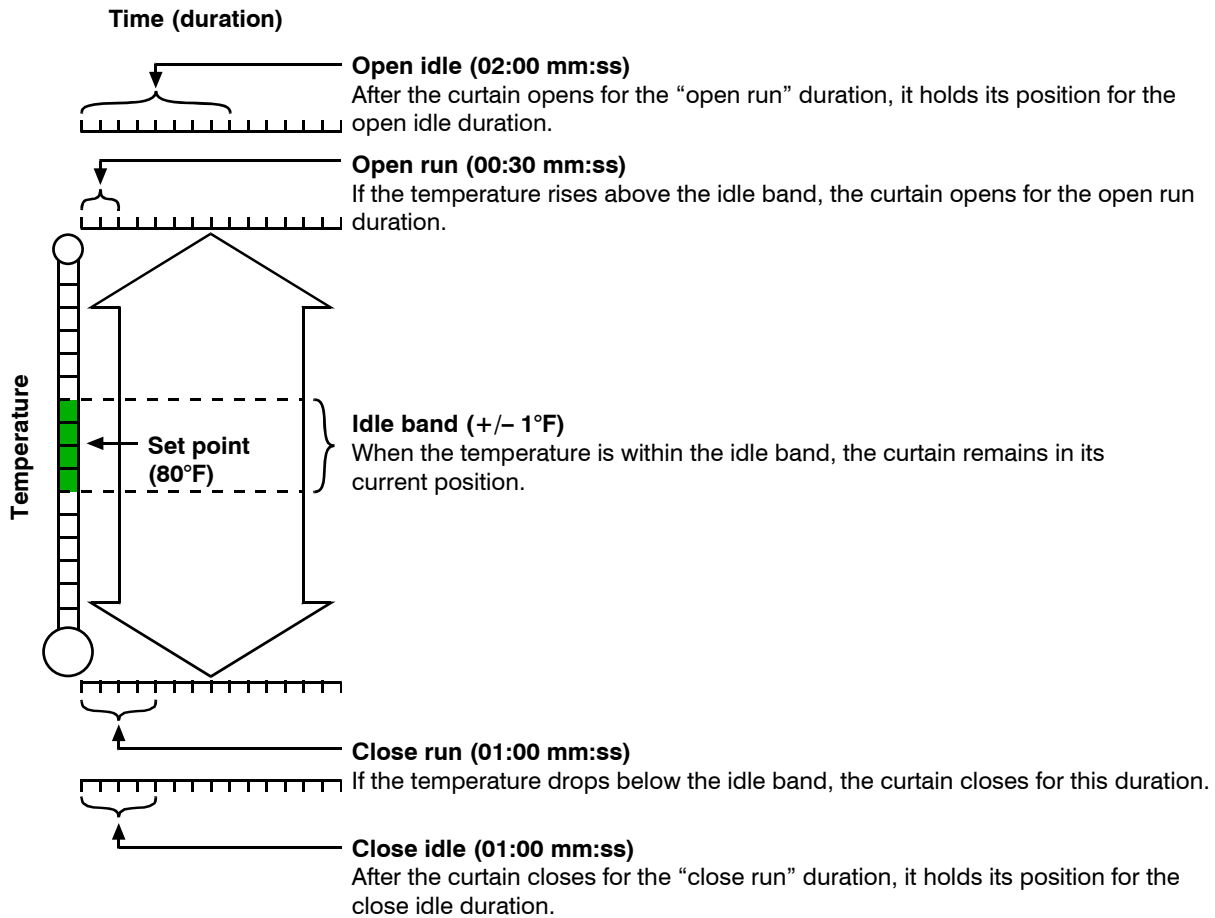 Time (duration)
Open idle (02:00 mm:ss)
After the curtain opens for the “open run” duration, it holds its position for the
open idle duration.
Open run (00:30 mm:ss)
If the temperature rises above the idle band, the curtain opens for the open run
duration.
Temperature
Idle band (+/– 1°F)
When the temperature is within the idle band, the curtain remains in its
current position.
Set point
(80°F)
Close run (01:00 mm:ss)
If the temperature drops below the idle band, the curtain closes for this duration.
Close idle (01:00 mm:ss)
After the curtain closes for the “close run” duration, it holds its position for the
close idle duration.